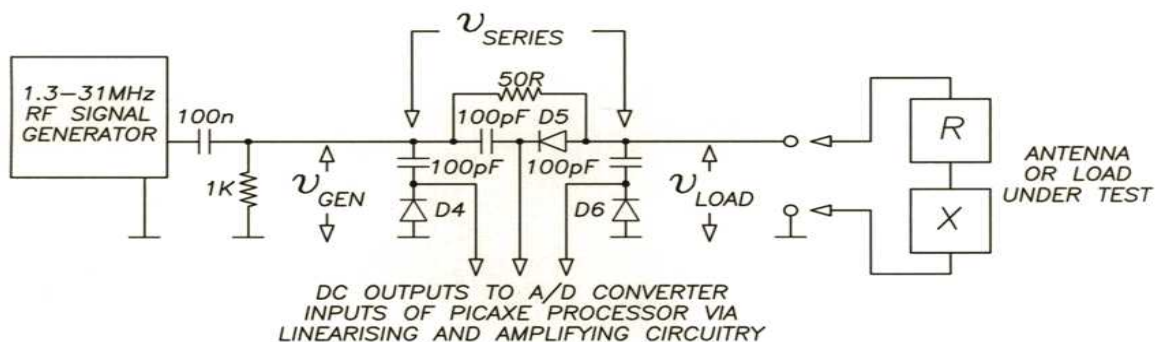 v SERIES
1.3-31MHz
RF SIGNAL
GENERATOR
100n
1K
v GEN
50R
100pF D5
100pF
D4
100pF
D6
v LOAD
R
X
ANTENNA
OR LOAD
UNDER TEST
DC OUTPUTS TO A/D CONVERTER
INPUTS OF PICAXE PROCESSOR VIA
LINEARISING AND AMPLIFYING CIRCUITRY